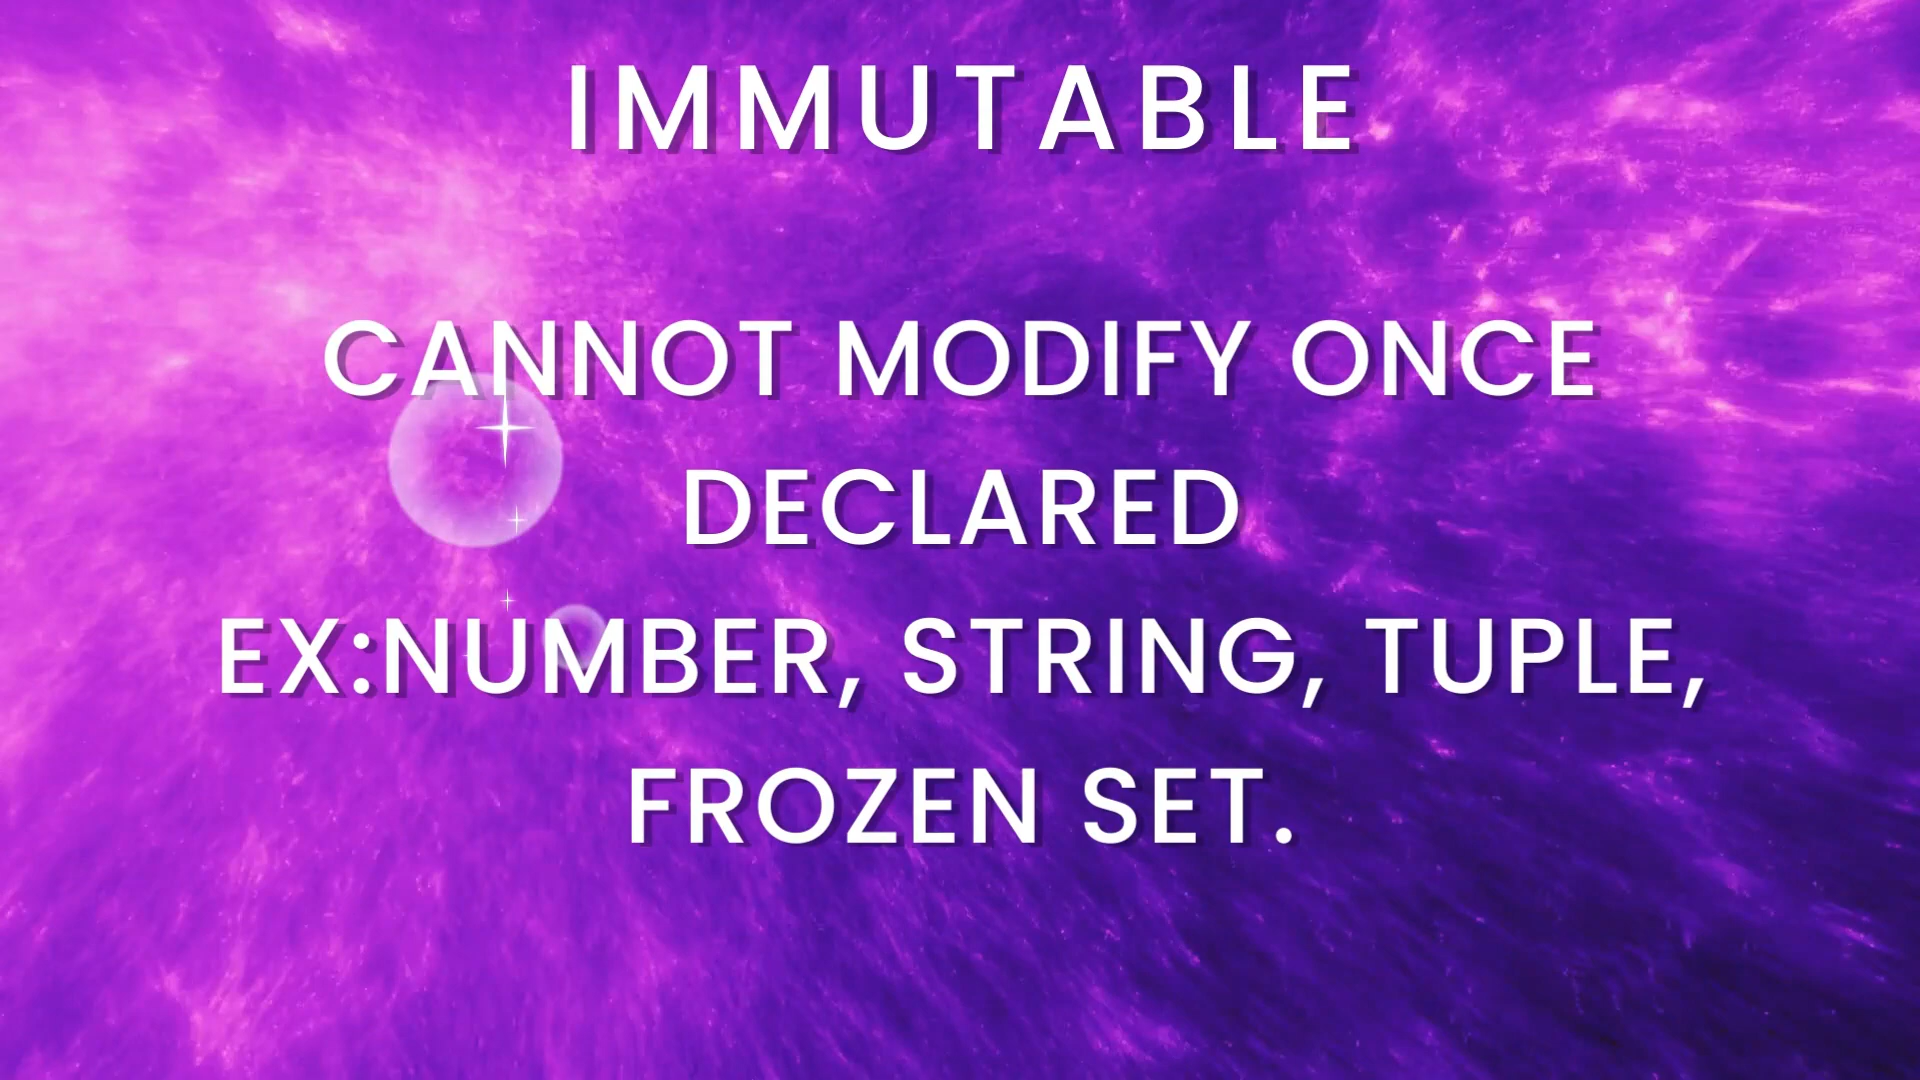 IMMUTABLE
CANNOT MODIFY ONCE
DECLARED
EX:NUMBER, STRING, TUPLE,
FROZEN SET.